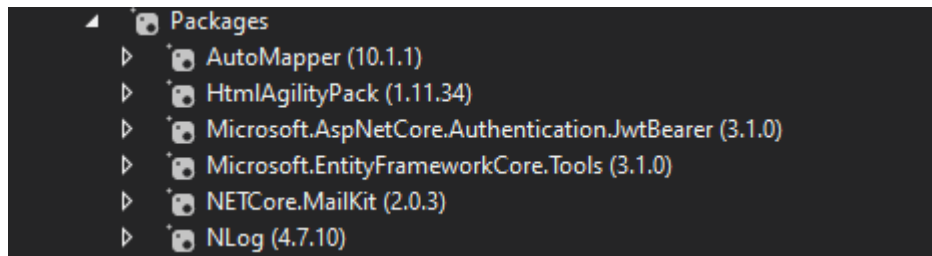 Packages
AutoMapper (10.1.1)
HtmlAgilityPack (1.11.34)
Microsoft.AspNetCore.Authentication.JwtBearer (3.1.0)
Microsoft.EntityFrameworkCore.Tools (3.1.0)
NETCore.MailKit (2.0.3)
NLog (4.7.10)